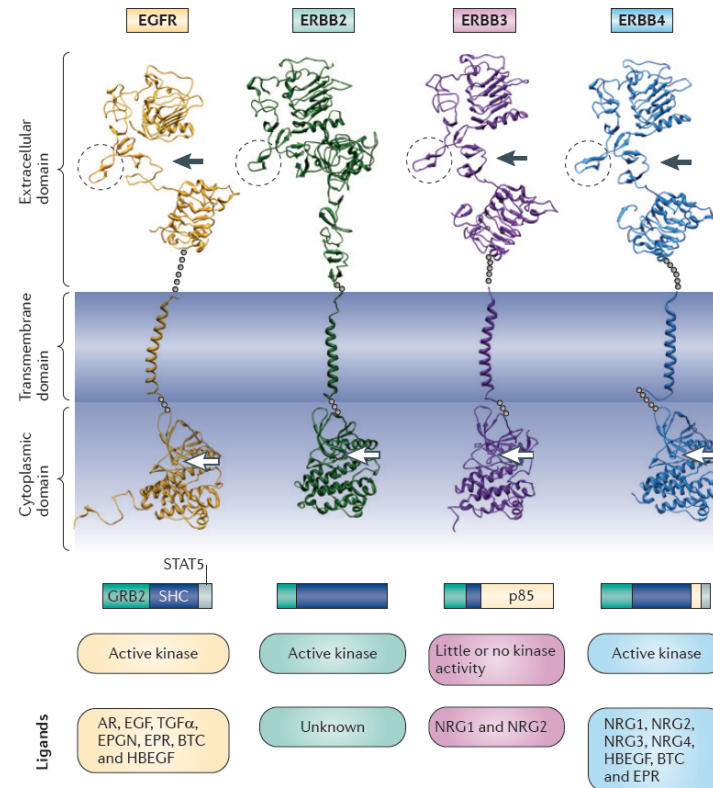 EGFR
ERBB2
ERBB3
ERBB4
Extracellular
domain
Transmembrane
domain
Cytoplasmic
domain
STAT5
GRB2 SHC
p85
Active kinase
Active kinase
Little or no kinase
activity
Active kinase
Ligands
AR, EGF, TGFα,
EPGN, EPR, BTC
and HBEGF
Unknown
NRG1 and NRG2
NRG1, NRG2,
NRG3, NRG4,
HBEGF, BTC
and EPR